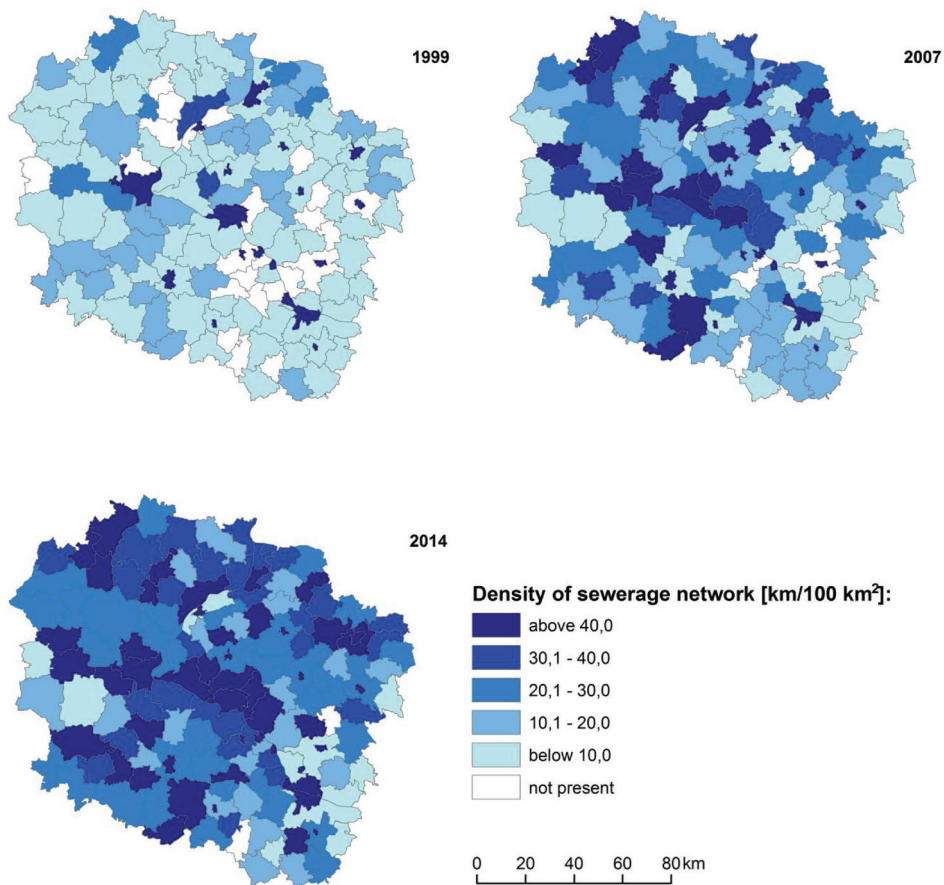 1999
2007
2014
Density of sewerage network [km/100 km²]:
above 40,0
30,1 - 40,0
20,1 - 30,0
10,1 - 20,0
below 10,0
not present
0 20 40 60 80 km